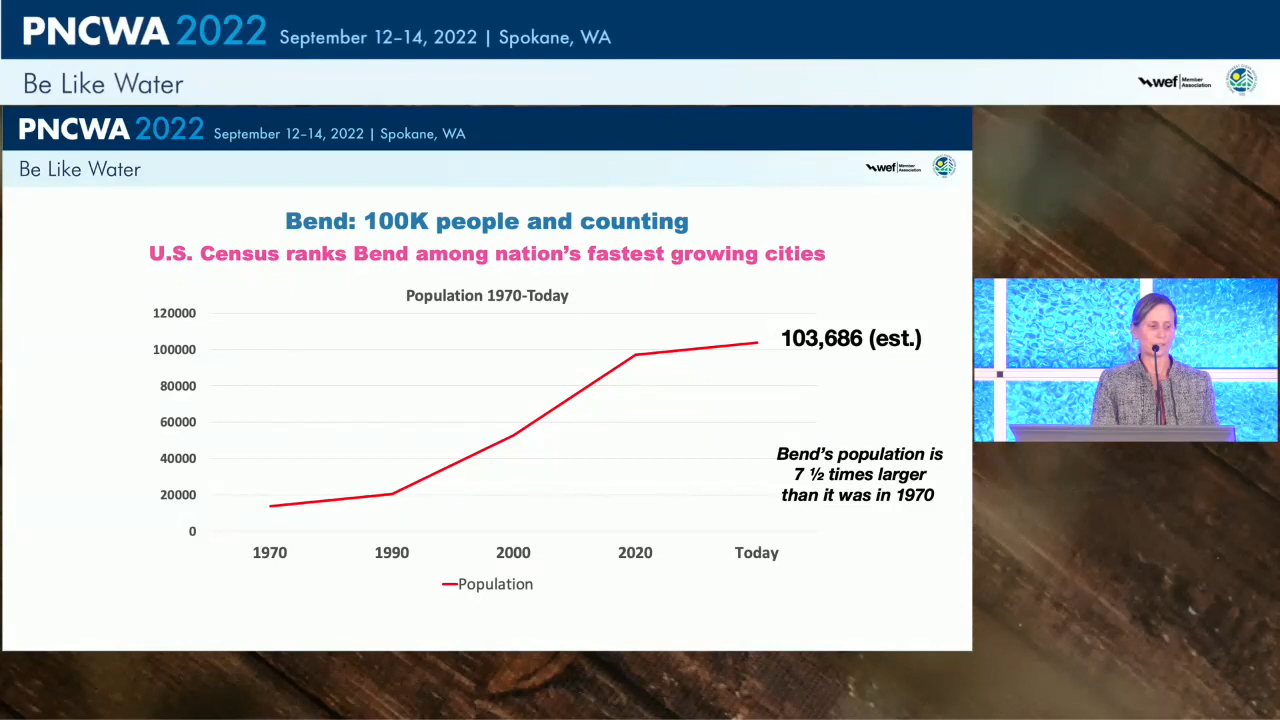 PNCWA 2022 September 12–14, 2022 | Spokane, WA
Be Like Water
wef Member Association
PNCWA 2022 September 12–14, 2022 | Spokane, WA
Be Like Water
wef Member Association
Bend: 100K people and counting
U.S. Census ranks Bend among nation’s fastest growing cities
Population 1970-Today
120000
100000
80000
60000
40000
20000
0
103,686 (est.)
Bend’s population is
7 ½ times larger
than it was in 1970
1970 1990 2000 2020 Today
Population